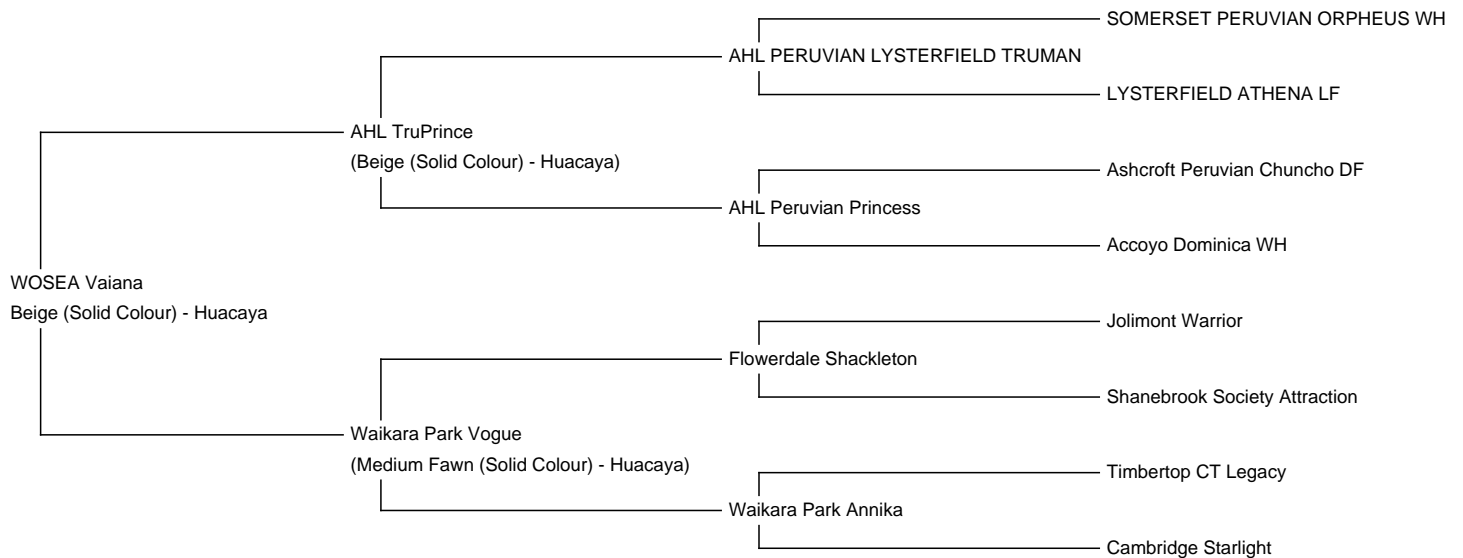 SOMERSET PERUVIAN ORPHEUS WH
AHL PERUVIAN LYSTERFIELD TRUMAN
LYSTERFIELD ATHENA LF
AHL TruPrince
(Beige (Solid Colour) - Huacaya)
Ashcroft Peruvian Chuncho DF
AHL Peruvian Princess
Accoyo Dominica WH
WOSEA Vaiana
Beige (Solid Colour) - Huacaya
Jolimont Warrior
Flowerdale Shackleton
Shanebrook Society Attraction
Waikara Park Vogue
(Medium Fawn (Solid Colour) - Huacaya)
Timbertop CT Legacy
Waikara Park Annika
Cambridge Starlight